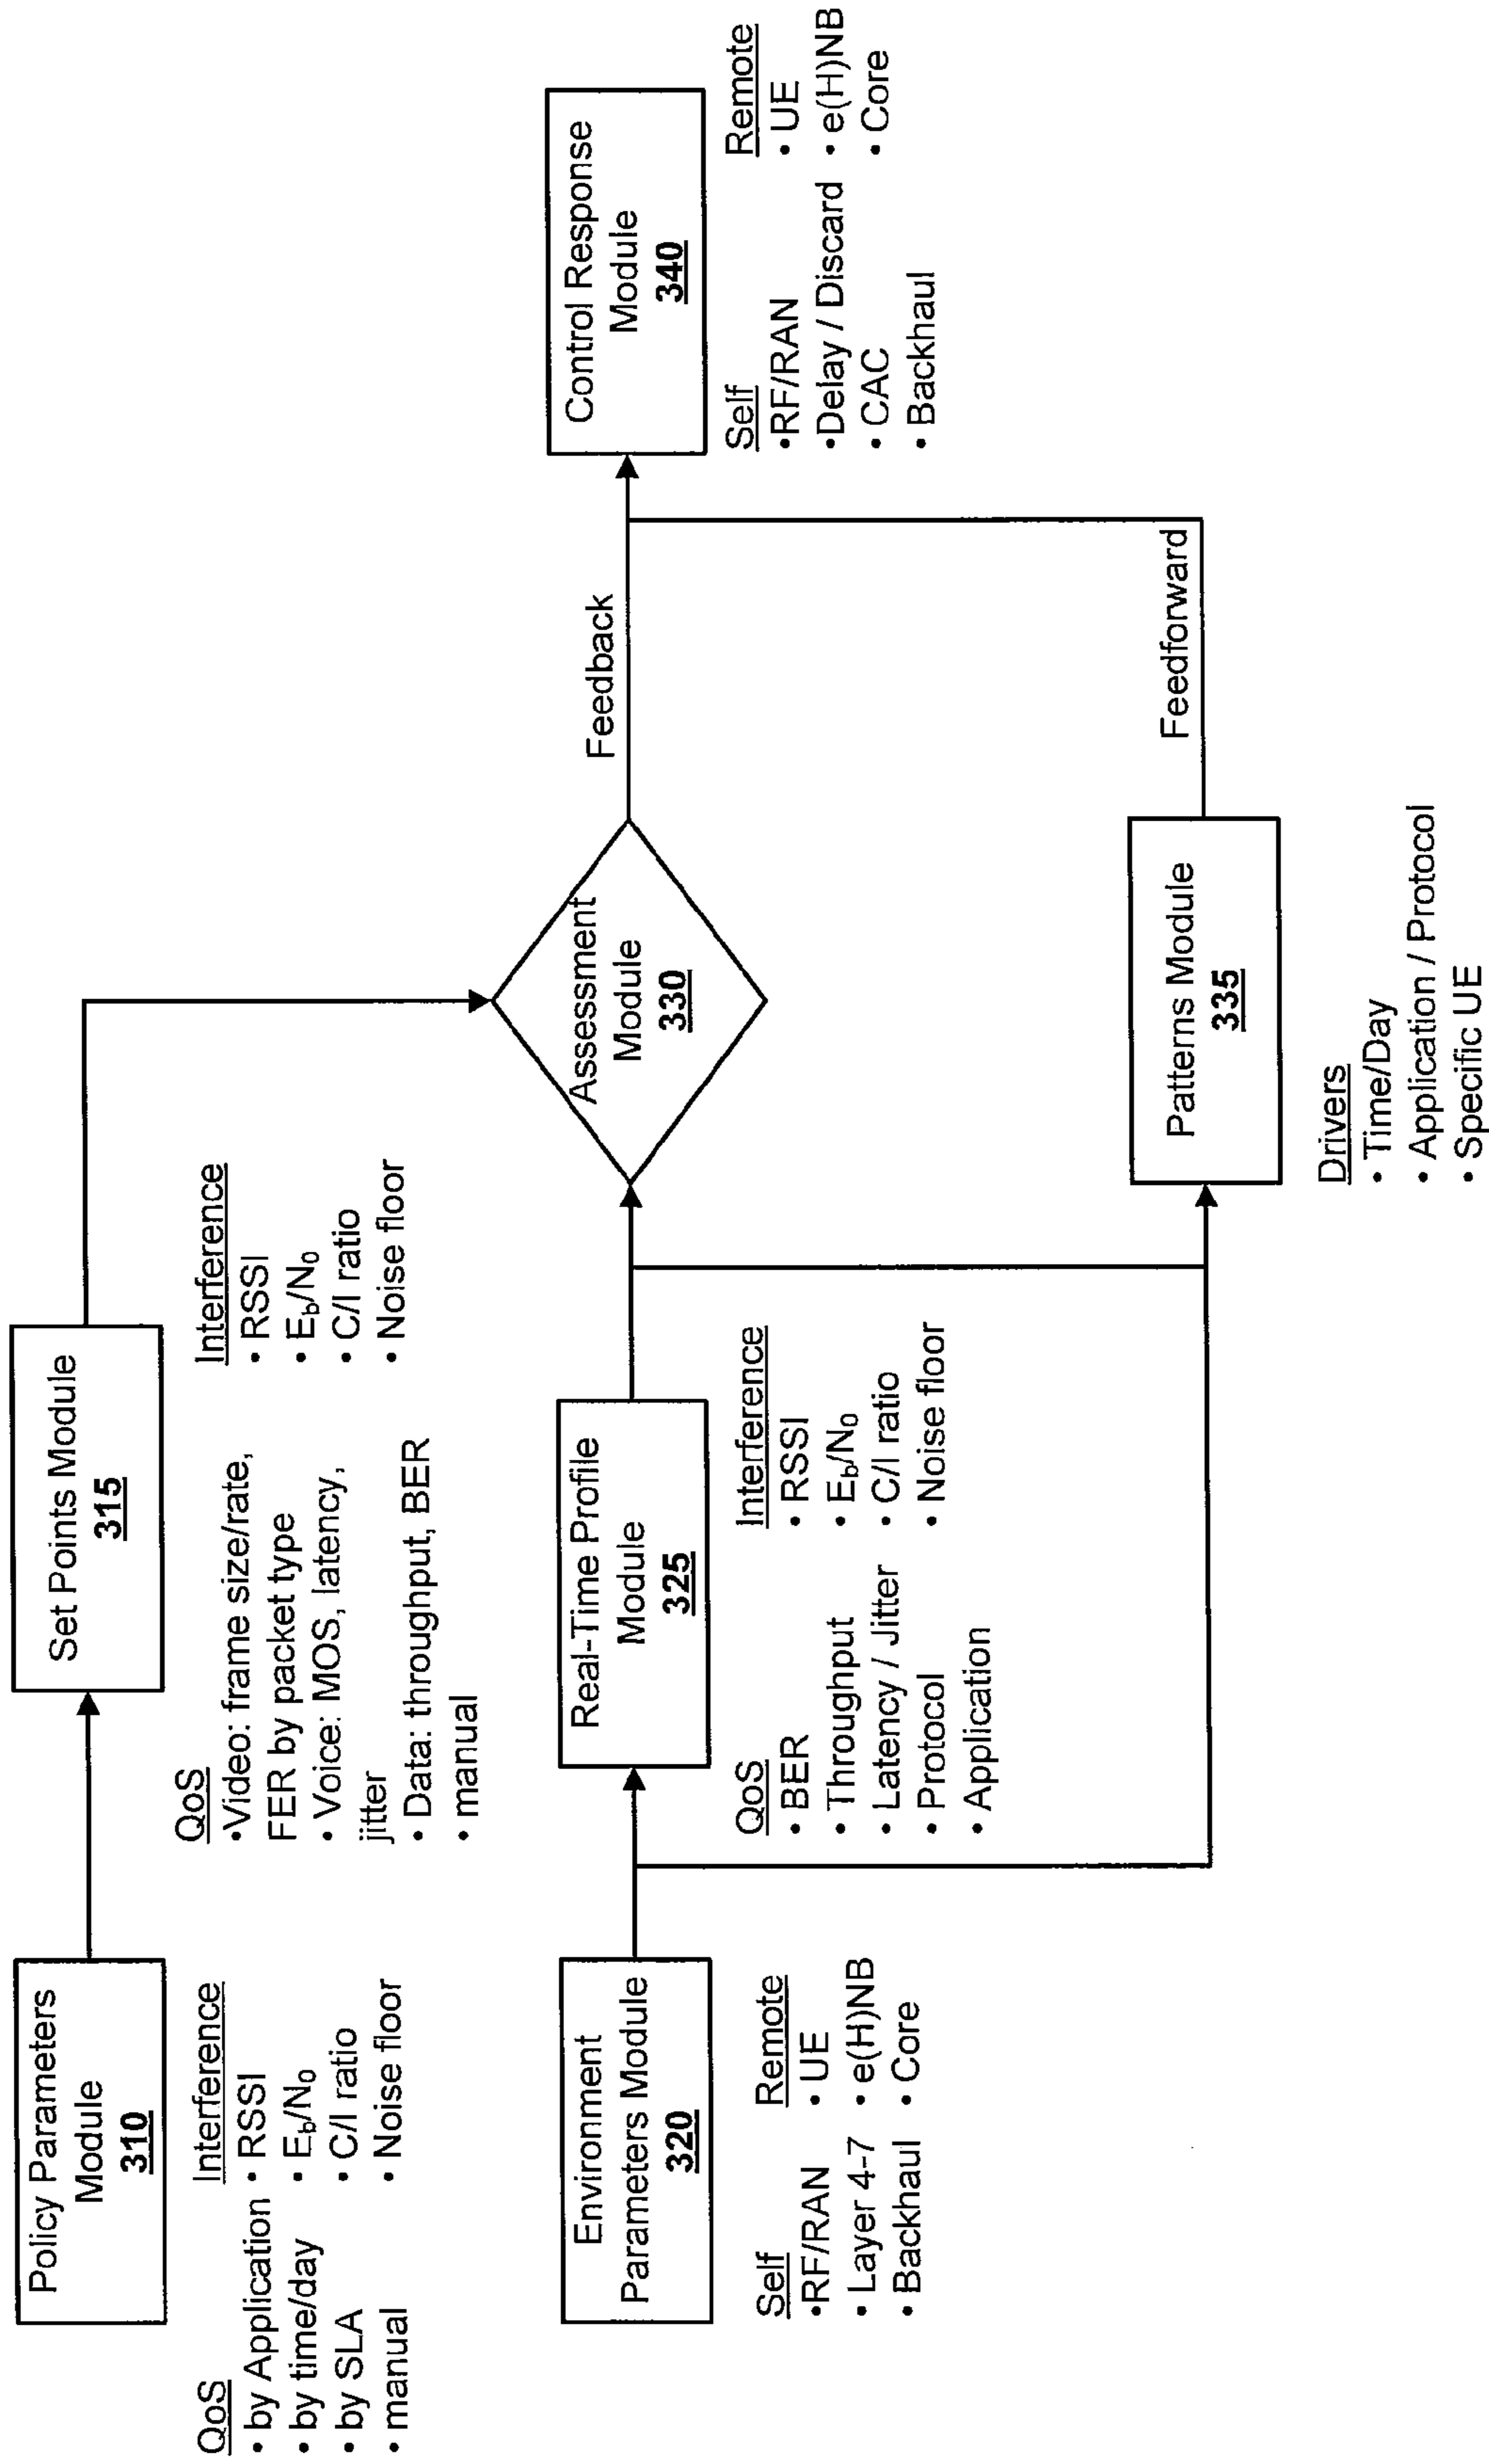 Policy Parameters
Module
310
QoS
• by Application
• by time/day
• by SLA
• manual
Interference
• RSSI
• Eb/N0
• C/I ratio
• Noise floor
Set Points Module
315
QoS
•Video: frame size/rate,
FER by packet type
• Voice: MOS, latency,
jitter
• Data: throughput, BER
• manual
Interference
• RSSI
• Eb/N0
• C/I ratio
• Noise floor
Environment
Parameters Module
320
Self
•RF/RAN
• Layer 4-7
• Backhaul
Remote
• UE
• e(H)NB
• Core
Real-Time Profile
Module
325
QoS
• BER
• Throughput
• Latency / Jitter
• Protocol
• Application
Interference
• RSSI
• Eb/N0
• C/I ratio
• Noise floor
Assessment
Module
330
Feedback
Patterns Module
335
Drivers
• Time/Day
• Application / Protocol
• Specific UE
Feedforward
Control Response
Module
340
Self
•RF/RAN
•Delay / Discard
• CAC
• Backhaul
Remote
• UE
• e(H)NB
• Core